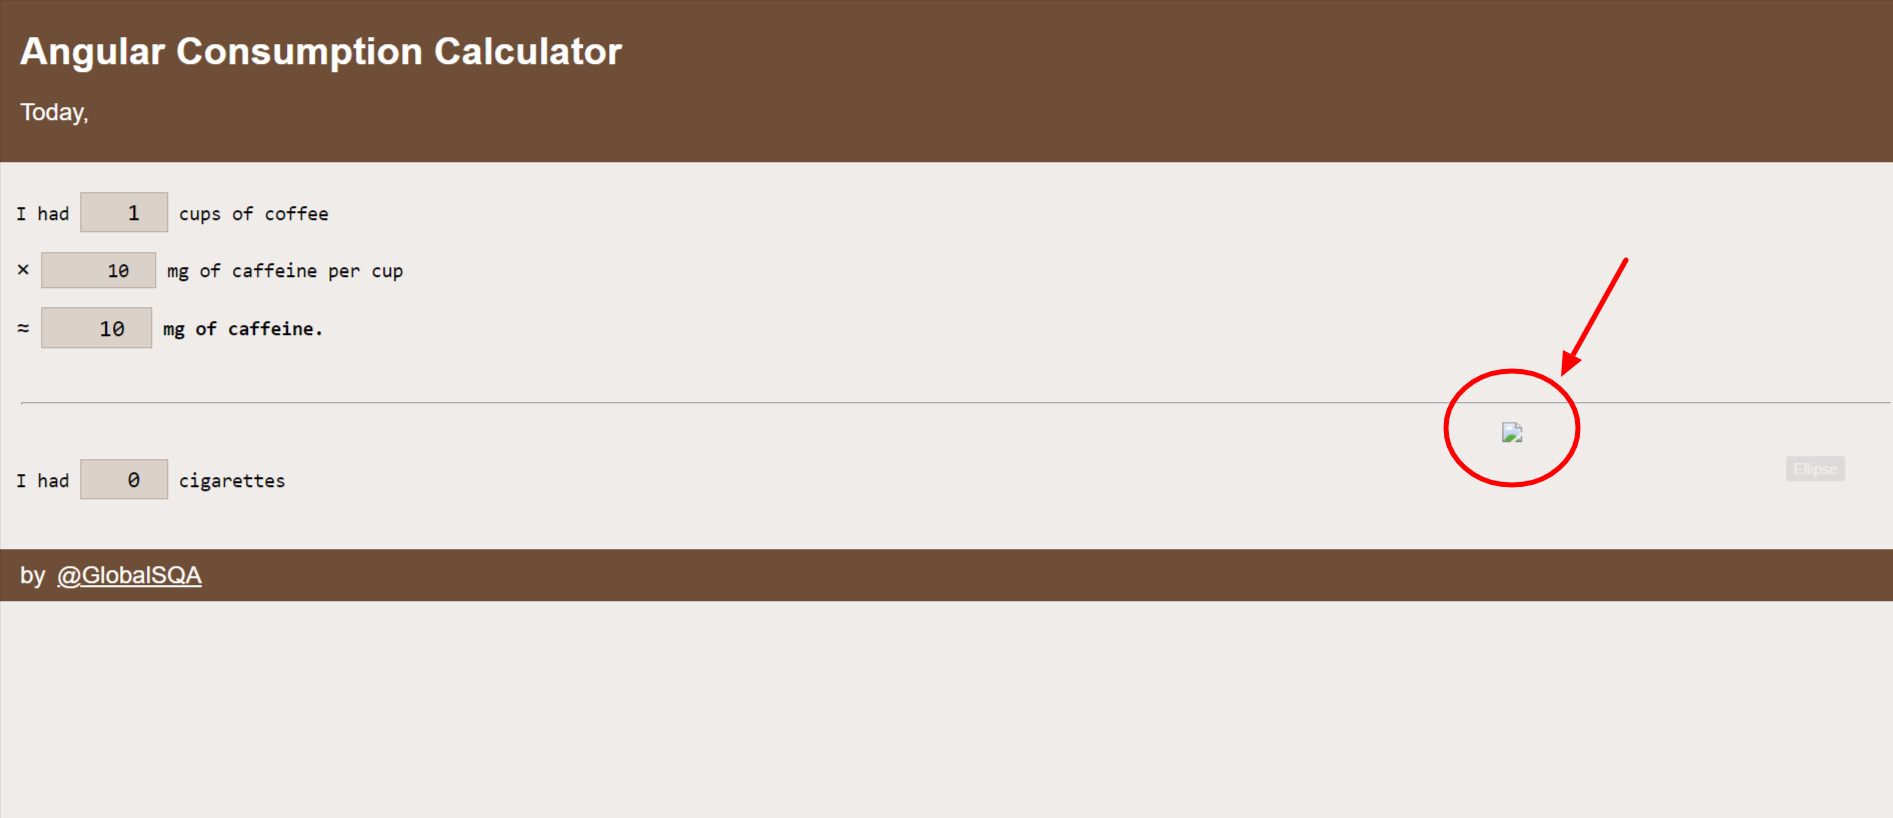 Angular Consumption Calculator
Today,
I had 1 cups of coffee
× 10 mg of caffeine per cup
≈ 10 mg of caffeine.
I had 0 cigarettes
Ellipse
by @GlobalSQA